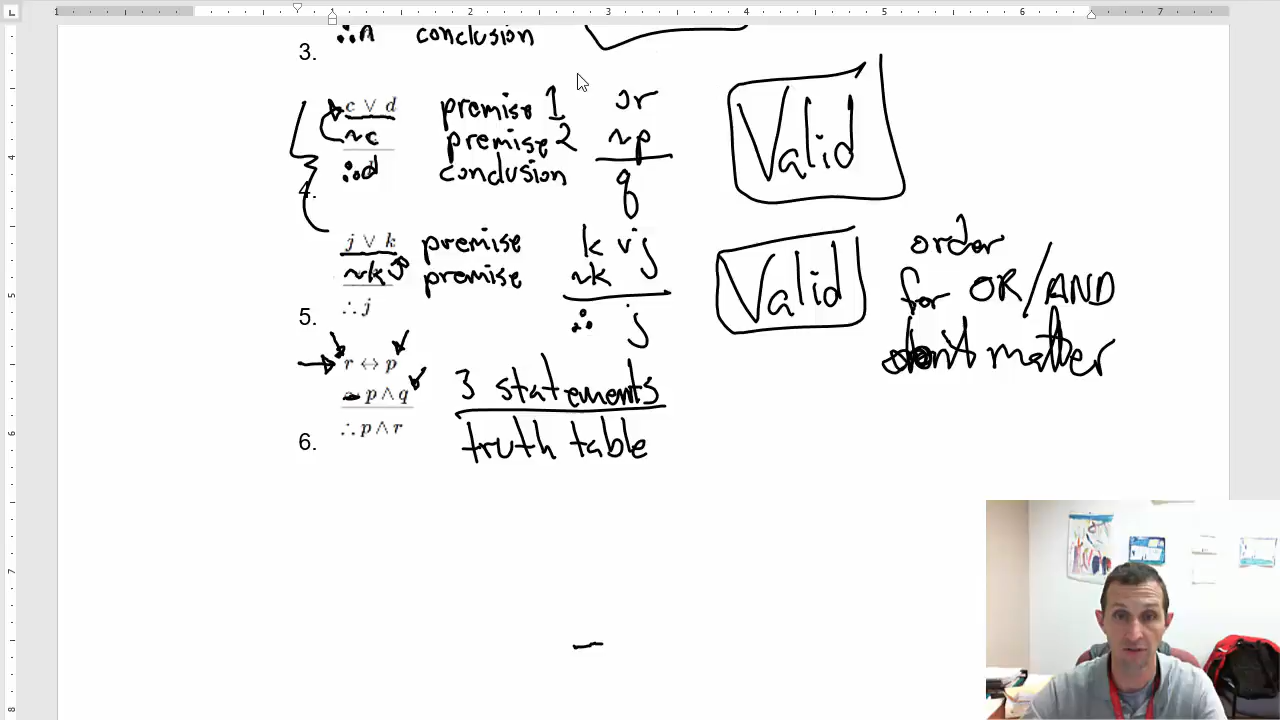 ∴n conclusion
3.
c ∨ d premise 1 or
~c premise 2 ~p
∴d conclusion q
4.
Valid
j ∨ k premise k ∨ j
~k premise ~k
∴ j ∴ j
5.
Valid
order
for OR/AND
don't matter
r ↔ p
~ p ∧ q 3 statements
∴ p ∧ r truth table
6.